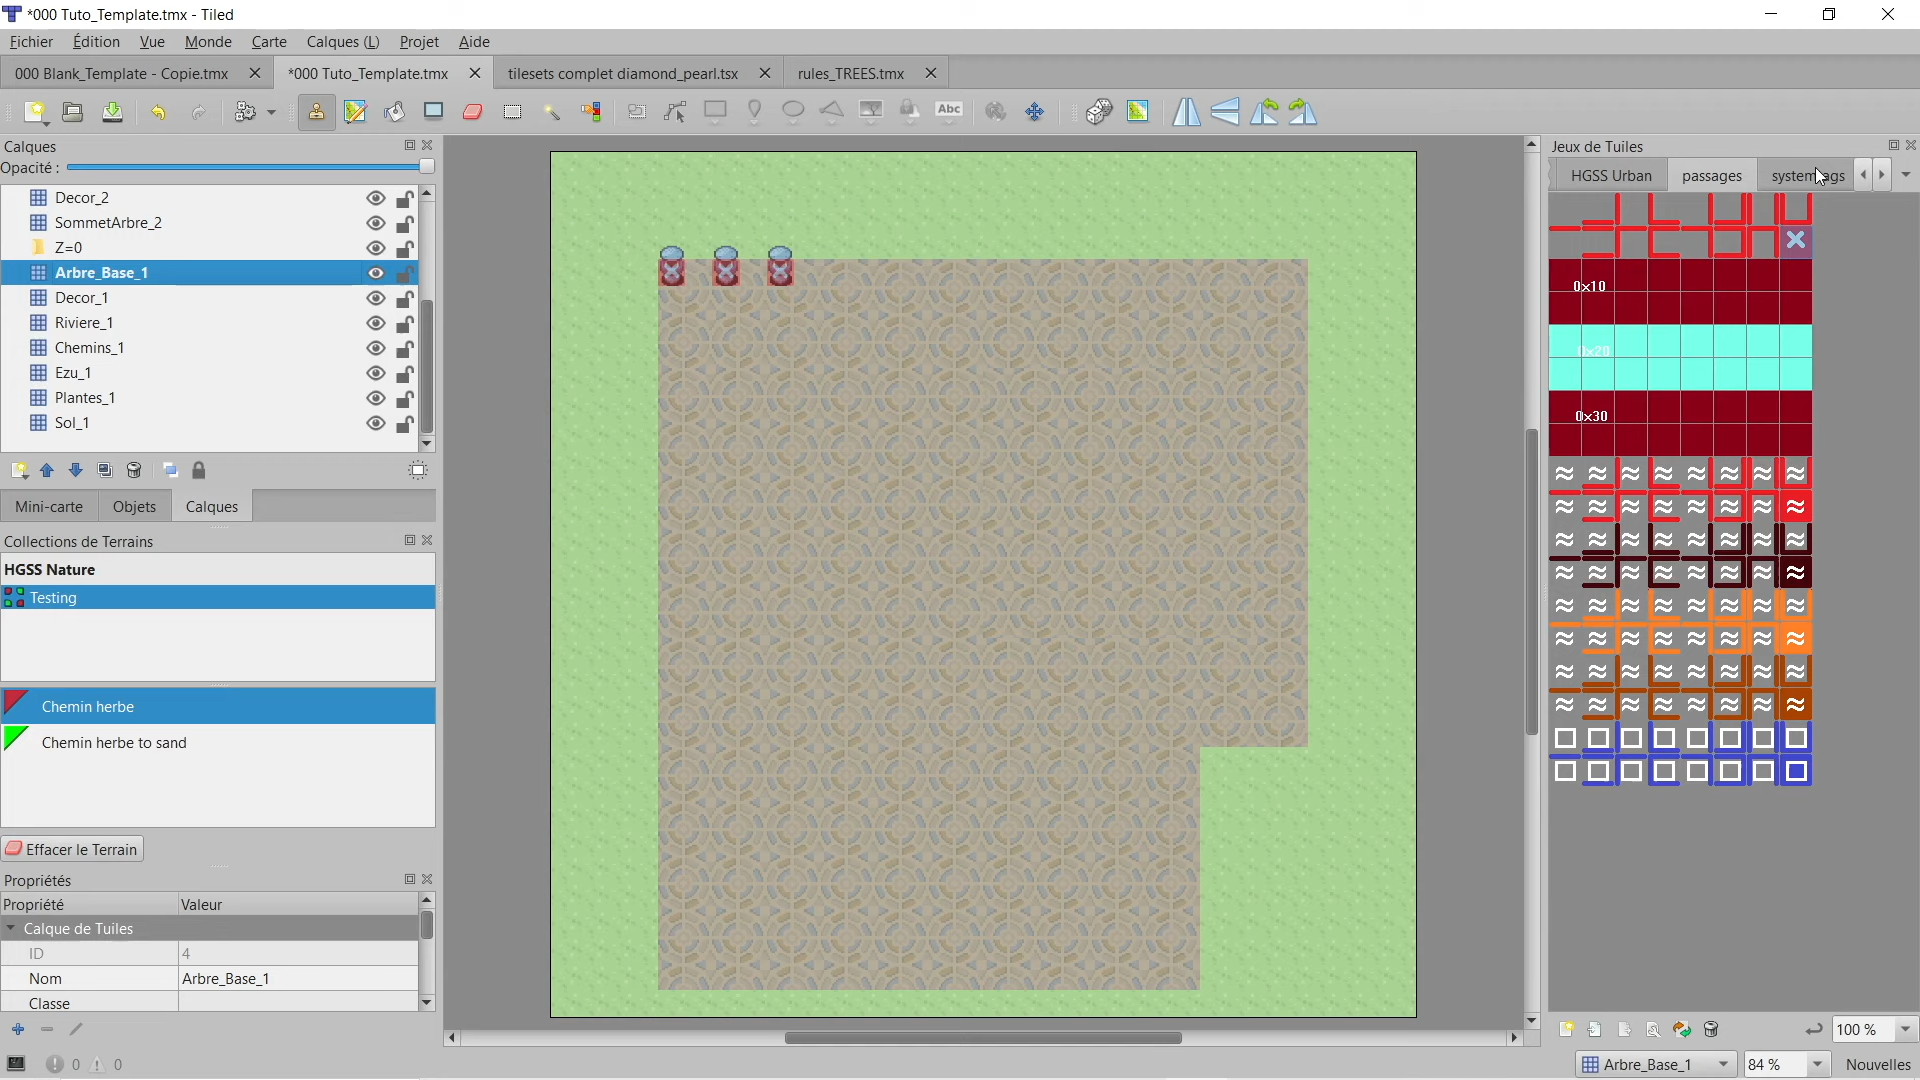 *000 Tuto_Template.tmx - Tiled
Fichier Édition Vue Monde Carte Calques (L) Projet Aide
000 Blank_Template - Copie.tmx *000 Tuto_Template.tmx tilesets complet diamond_pearl.tsx rules_TREES.tmx
Abc
Calques
Opacité :
Decor_2
SommetArbre_2
Z=0
Arbre_Base_1
Decor_1
Riviere_1
Chemins_1
Ezu_1
Plantes_1
Sol_1
Mini-carte Objets Calques
Collections de Terrains
HGSS Nature
Testing
Chemin herbe
Chemin herbe to sand
Effacer le Terrain
Propriétés
Propriété Valeur
Calque de Tuiles
ID 4
Nom Arbre_Base_1
Classe
0 0
Jeux de Tuiles
HGSS Urban passages
0x10
0x20
0x30
100 %
Arbre_Base_1 84 % Nouvelles